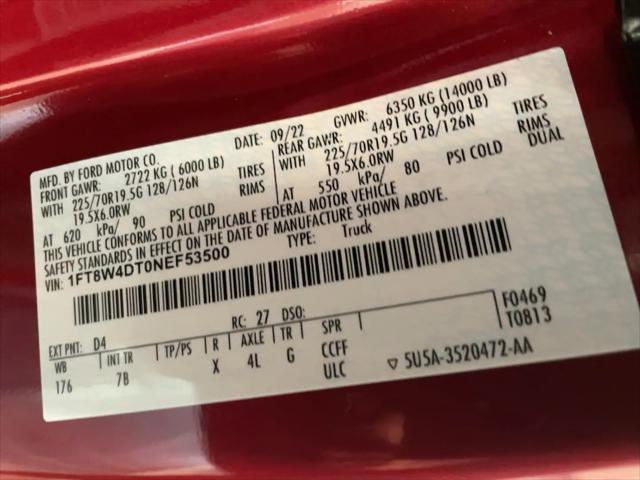 MFD. BY FORD MOTOR CO. DATE: 09/22 GVWR: 6350 KG (14000 LB)
FRONT GAWR: 2722 KG (6000 LB) REAR GAWR: 4491 KG (9900 LB)
WITH 225/70R19.5G 128/126N TIRES WITH 225/70R19.5G 128/126N TIRES
19.5X6.0RW RIMS 19.5X6.0RW RIMS
AT 620 kPa/ 90 PSI COLD AT 550 kPa/ 80 PSI COLD DUAL
THIS VEHICLE CONFORMS TO ALL APPLICABLE FEDERAL MOTOR VEHICLE
SAFETY STANDARDS IN EFFECT ON THE DATE OF MANUFACTURE SHOWN ABOVE.
VIN: 1FT8W4DT0NEF53500 TYPE: Truck
F0469
EXT PNT: D4 RC: 27 DSO: T0813
WB INT TR TP/PS R AXLE TR SPR
176 7B X 4L G CCFF
ULC ▽ 5U5A-3520472-AA